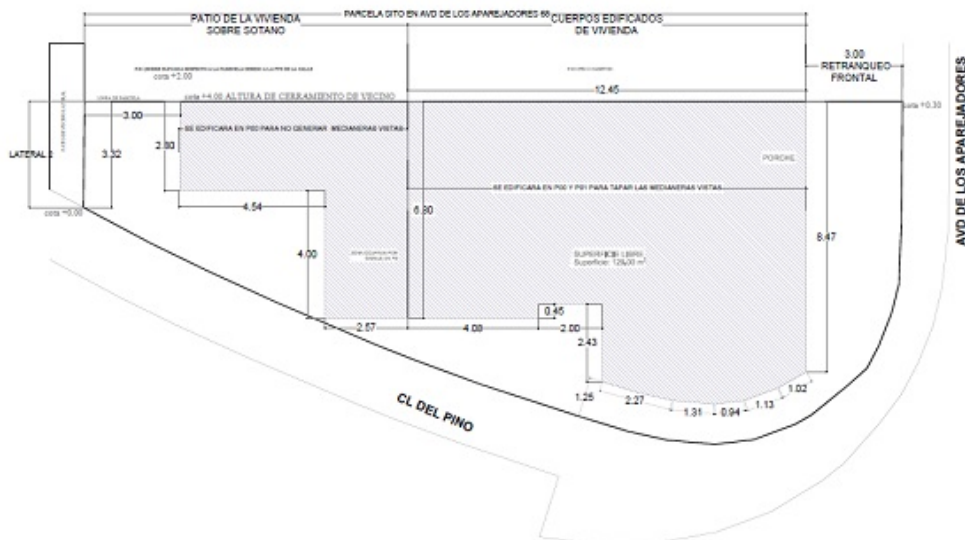 PARCELA SITO EN AVD DE LOS APAREJADORES 68
PATIO DE LA VIVIENDA
SOBRE SOTANO
CUERPOS EDIFICADOS
DE VIVIENDA
3.00
RETRANQUEO
FRONTAL
cota +2.00
12.45
cota +4.00 ALTURA DE CERRAMIENTO DE VECINO
cota +0.30
3.00
SE EDIFICARA EN P00 PARA NO GENERAR MEDIANERAS VISTAS
LATERAL
3.32
2.80
PORCHE
SE EDIFICARA EN P00 Y P01 PARA TAPAR LAS MEDIANERAS VISTAS
cota +0.00
4.54
6.80
8.47
4.00
SUPERFICIE LIBRE
Superficie: 129,00 m²
0.45
2.57
4.08
2.00
2.43
1.25
2.27
1.31
0.94
1.13
1.02
CL DEL PINO
AVD DE LOS APAREJADORES